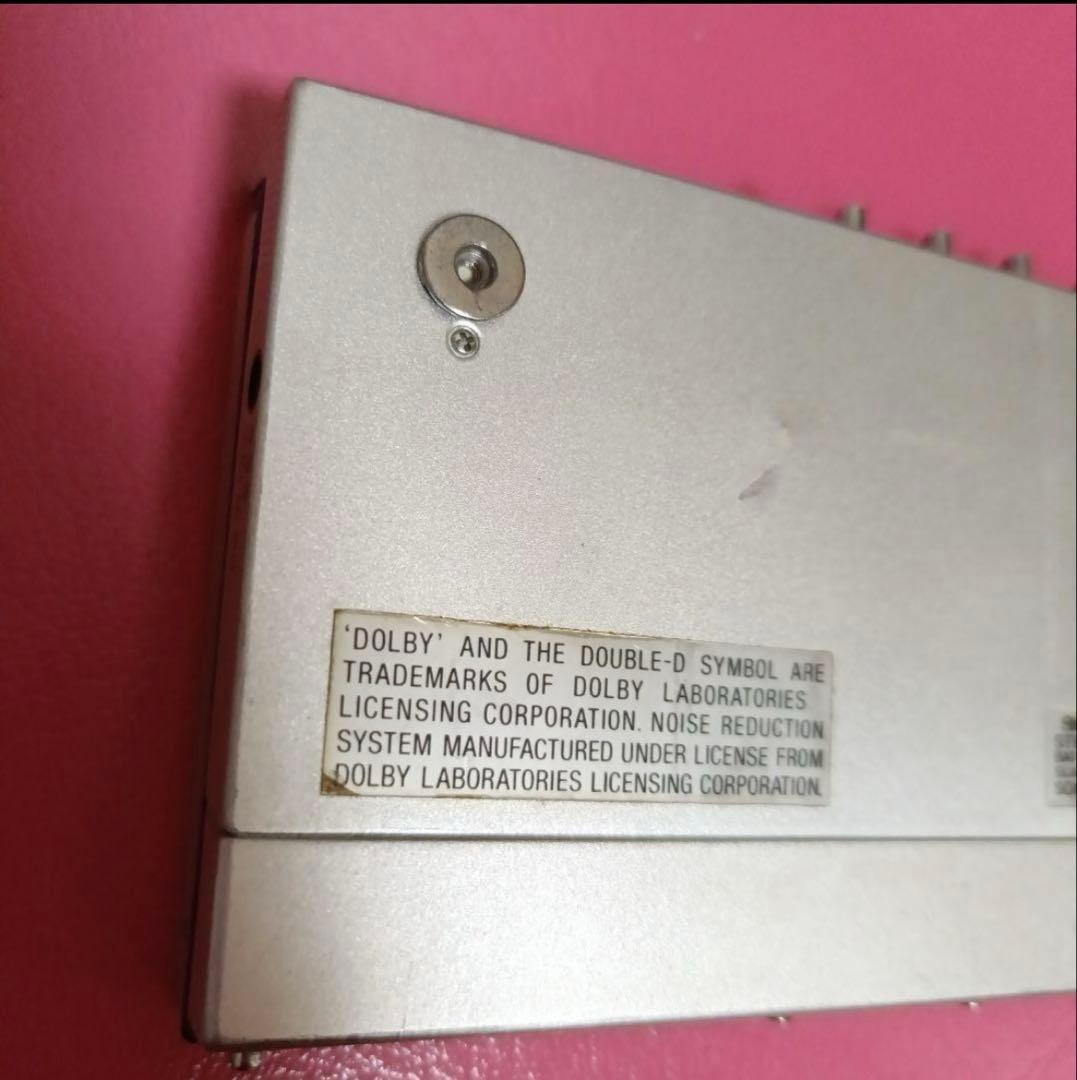 ‘DOLBY’ AND THE DOUBLE-D SYMBOL ARE
TRADEMARKS OF DOLBY LABORATORIES
LICENSING CORPORATION. NOISE REDUCTION
SYSTEM MANUFACTURED UNDER LICENSE FROM
DOLBY LABORATORIES LICENSING CORPORATION.